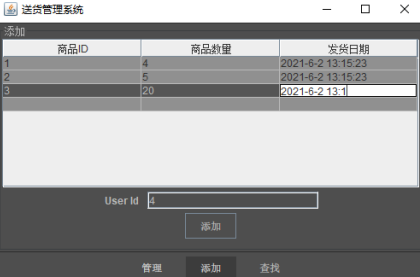 送货管理系统
添加
商品ID 商品数量 发货日期
1 4 2021-6-2 13:15:23
2 5 2021-6-2 13:15:23
3 20 2021-6-2 13:1
User Id 4
添加
管理 添加 查找